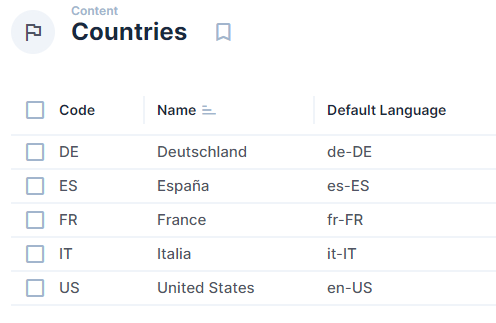 Content
Countries
Code Name Default Language
DE Deutschland de-DE
ES España es-ES
FR France fr-FR
IT Italia it-IT
US United States en-US